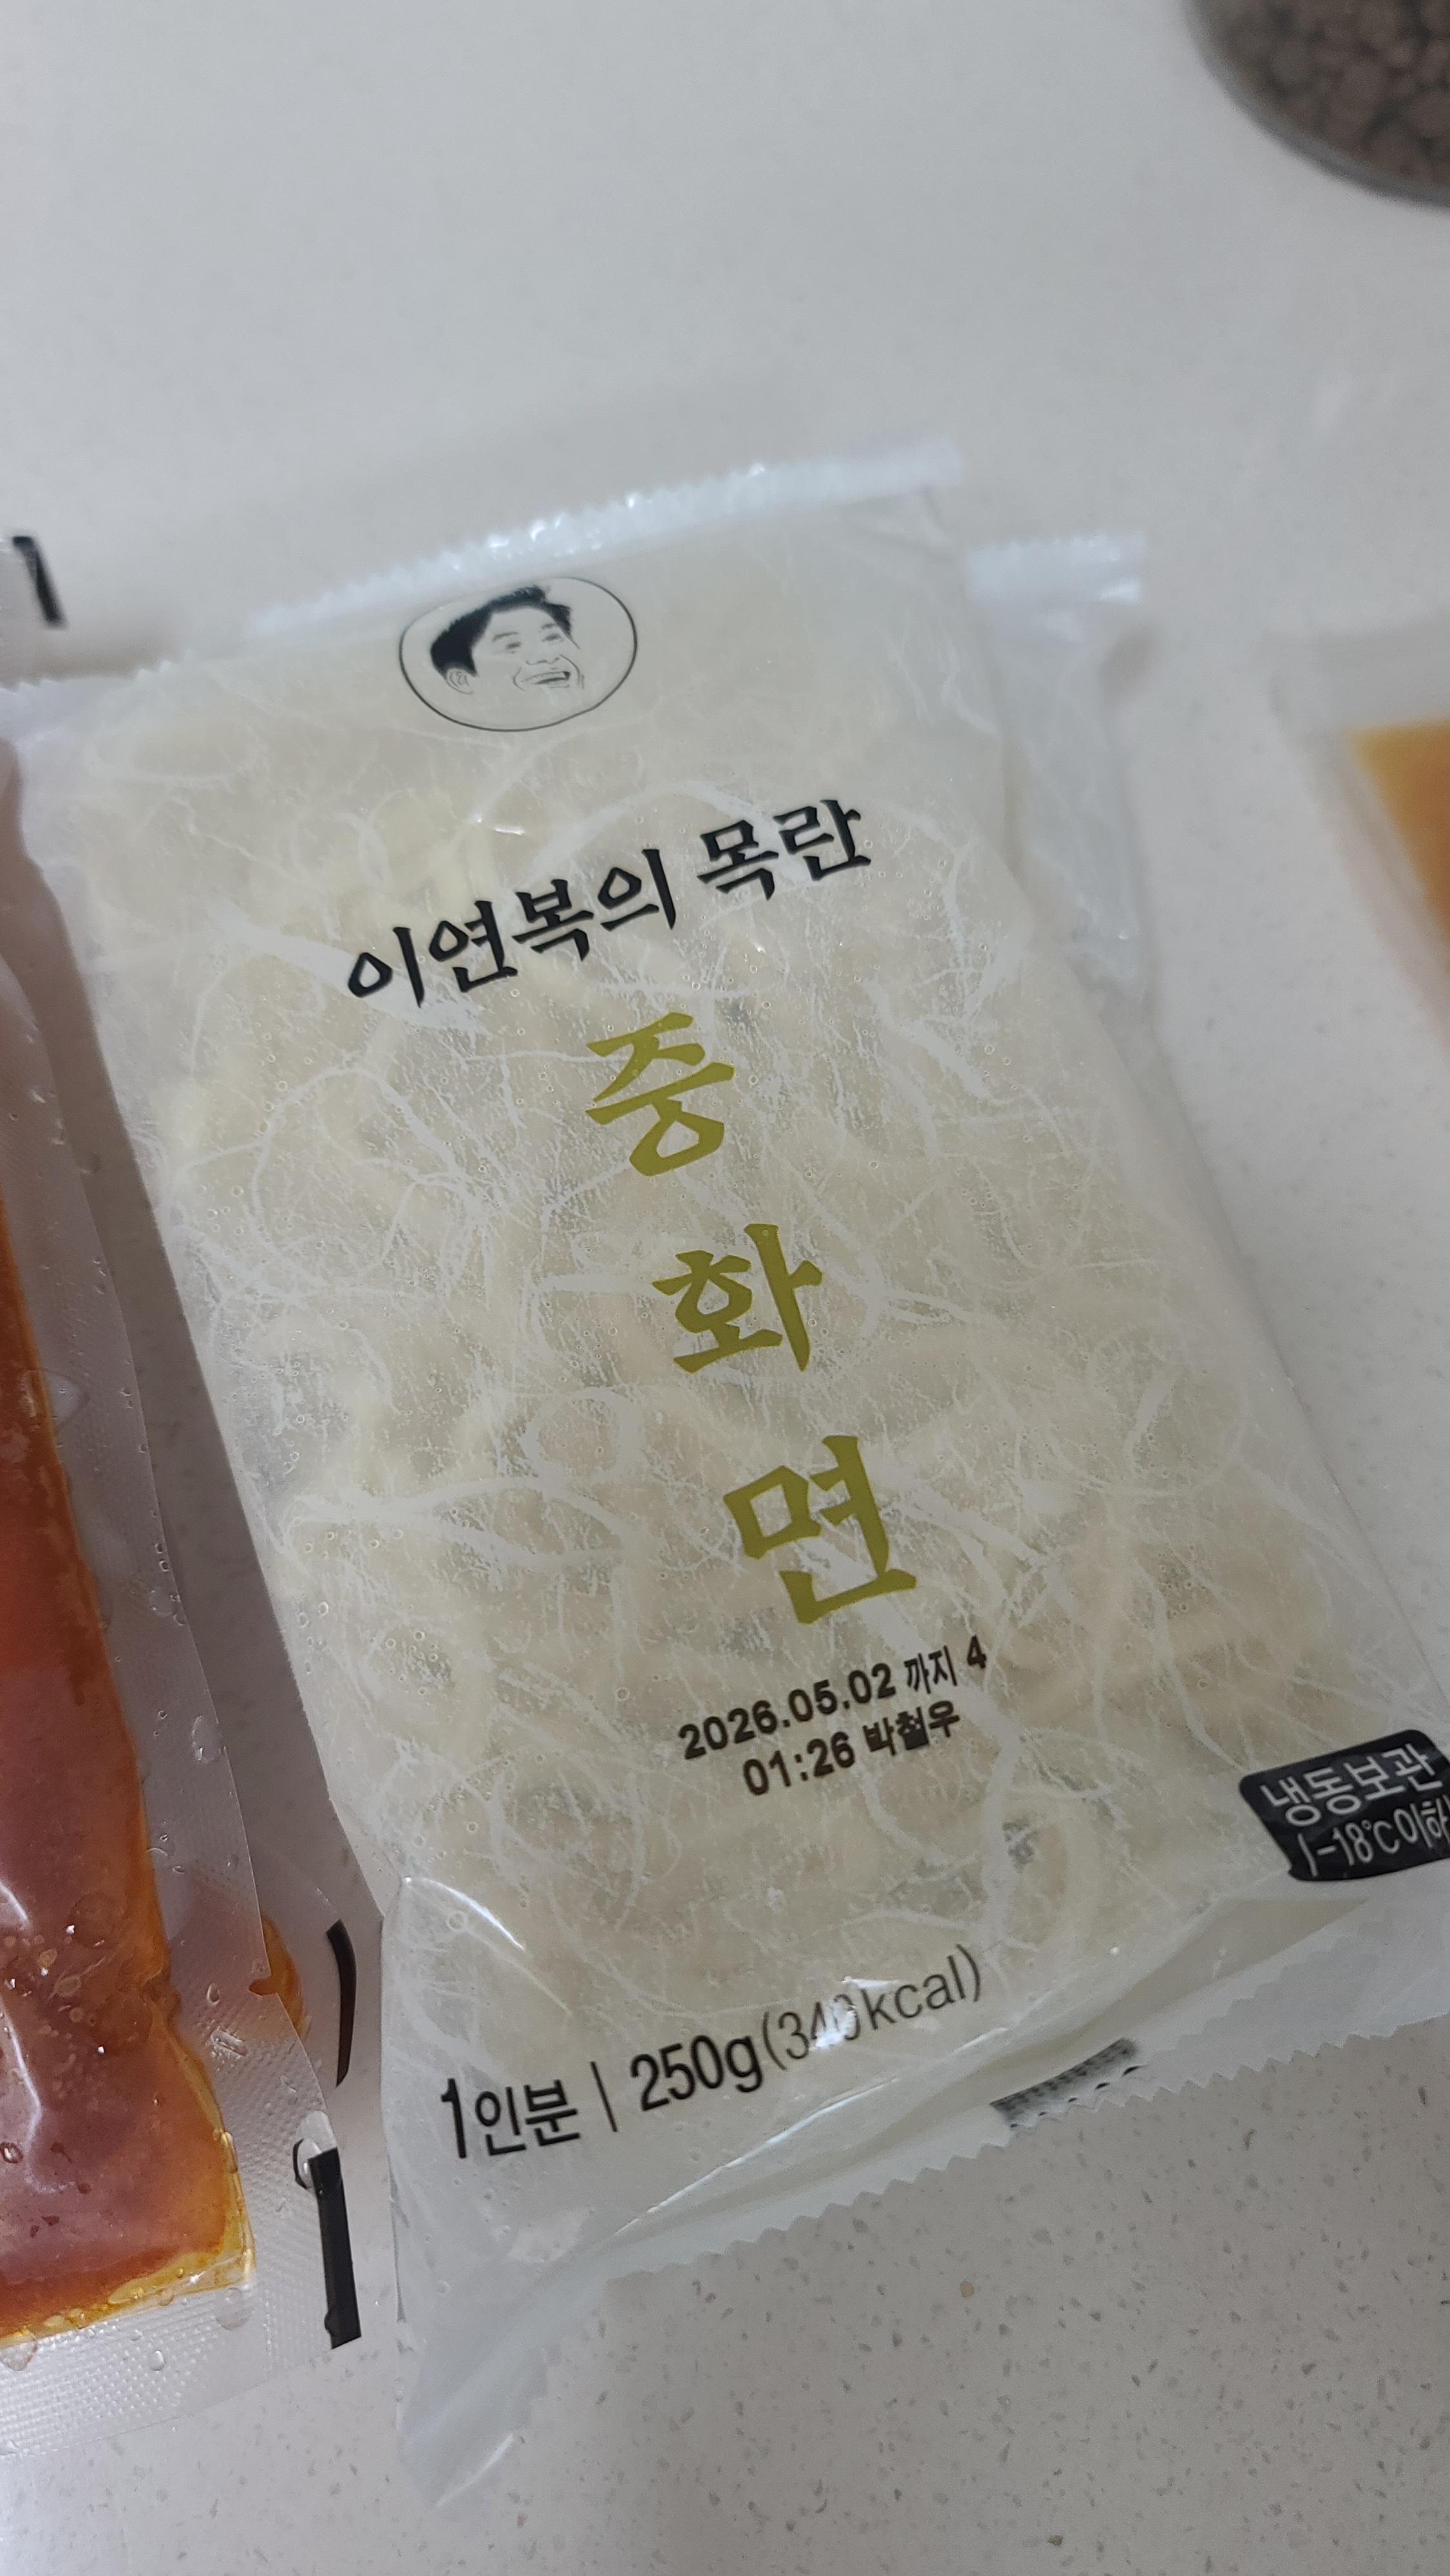 이연복의 목란
중
화
면
2026.05.02 까지 4
01:26 박철우
냉동보관
-18℃이하
1인분 | 250g(340kcal)